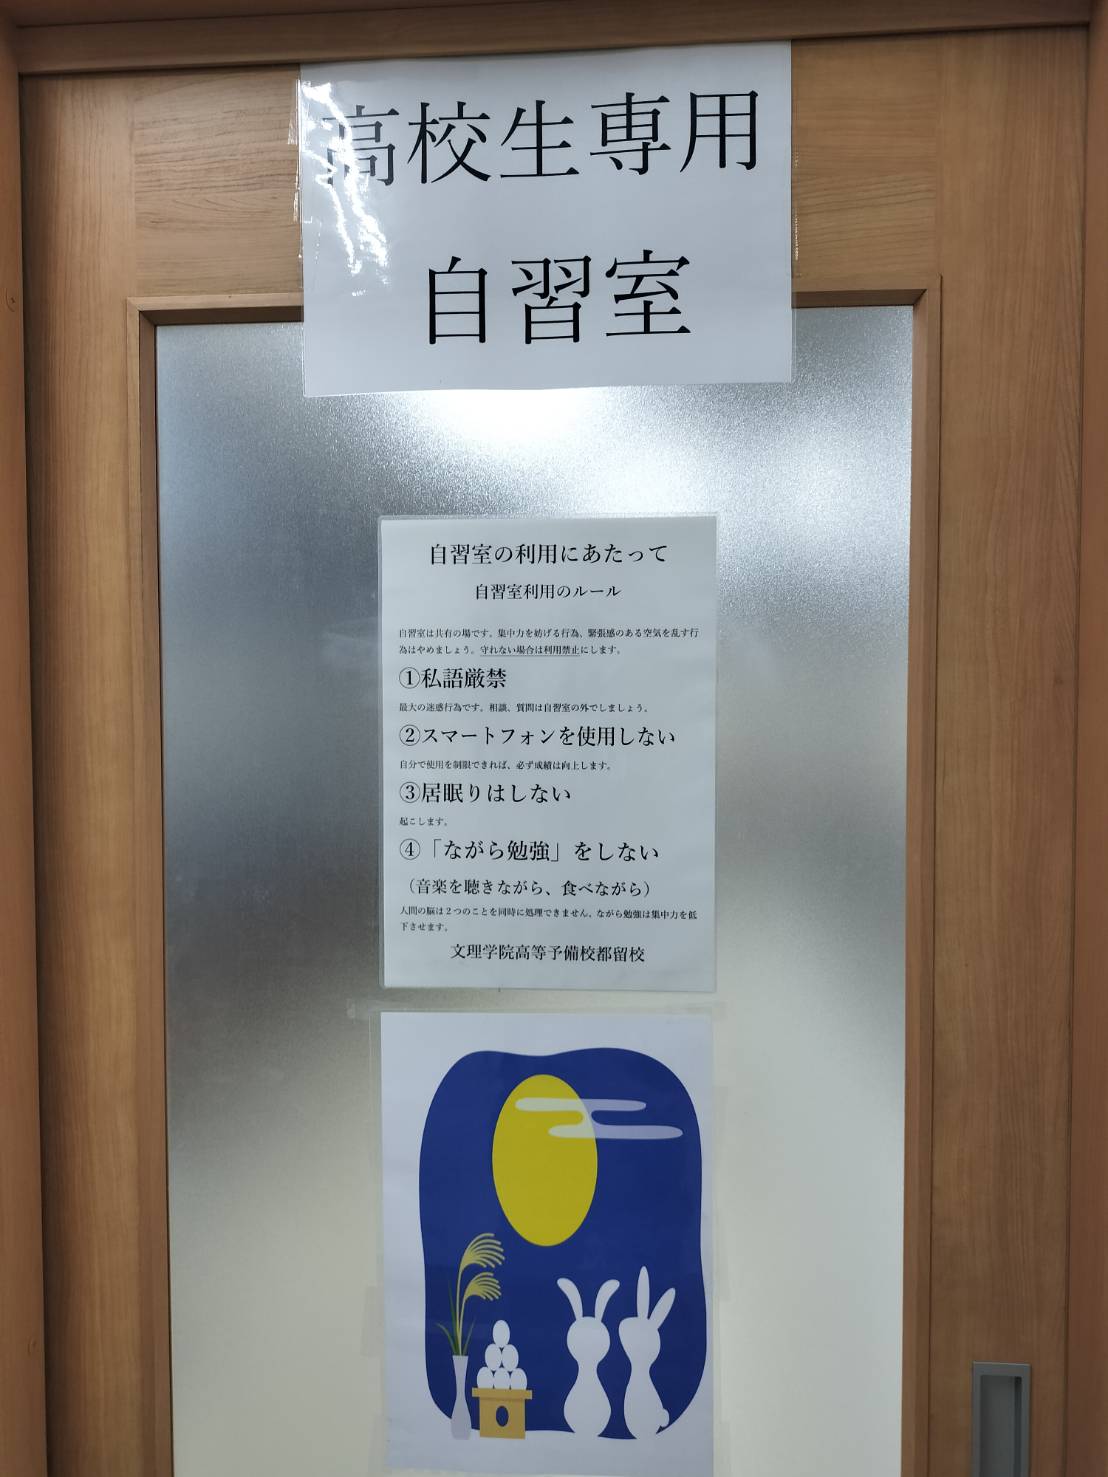 高校生専用
自習室
自習室の利用にあたって
自習室利用のルール
自習室は共有の場です。集中力を妨げる行為、緊張感のある空気を乱す行
為はやめましょう。守れない場合は利用禁止にします。
①私語厳禁
最大の迷惑行為です。相談、質問は自習室の外でしましょう。
②スマートフォンを使用しない
自分で使用を制限できれば、必ず成績は向上します。
③居眠りはしない
起こします。
④「ながら勉強」をしない
（音楽を聴きながら、食べながら）
人間の脳は２つのことを同時に処理できません。ながら勉強は集中力を低
下させます。
文理学院高等予備校都留校